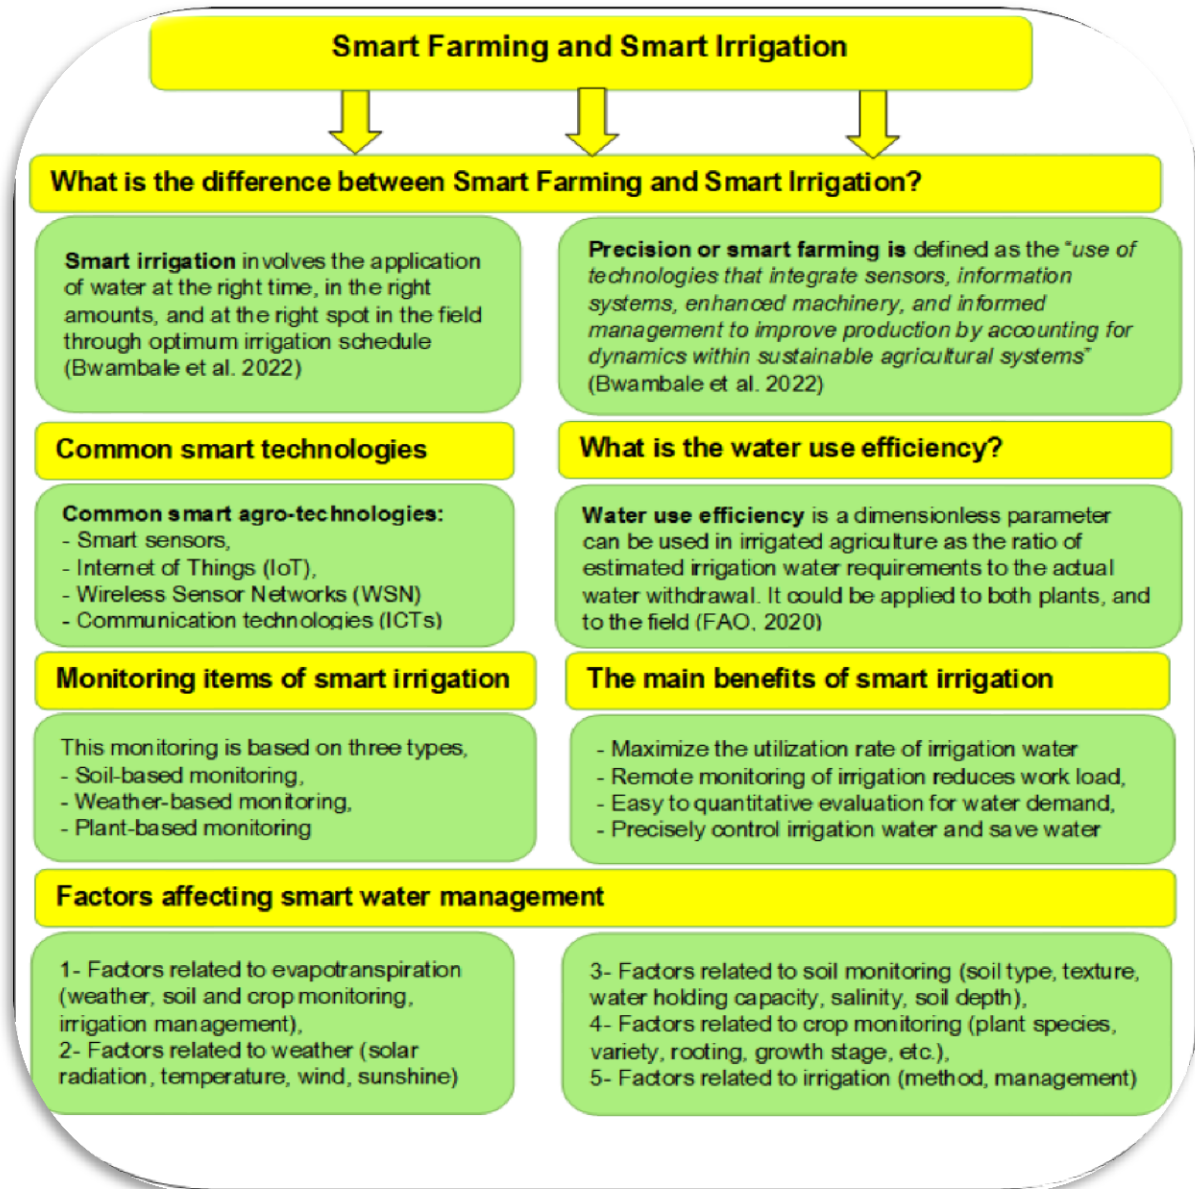 Smart Farming and Smart Irrigation
What is the difference between Smart Farming and Smart Irrigation?
Smart irrigation involves the application
of water at the right time, in the right
amounts, and at the right spot in the field
through optimum irrigation schedule
(Bwambale et al. 2022)
Precision or smart farming is defined as the "use of
technologies that integrate sensors, information
systems, enhanced machinery, and informed
management to improve production by accounting for
dynamics within sustainable agricultural systems"
(Bwambale et al. 2022)
Common smart technologies
Common smart agro-technologies:
- Smart sensors,
- Internet of Things (IoT),
- Wireless Sensor Networks (WSN)
- Communication technologies (ICTs)
What is the water use efficiency?
Water use efficiency is a dimensionless parameter
can be used in irrigated agriculture as the ratio of
estimated irrigation water requirements to the actual
water withdrawal. It could be applied to both plants, and
to the field (FAO, 2020)
Monitoring items of smart irrigation
This monitoring is based on three types,
- Soil-based monitoring,
- Weather-based monitoring,
- Plant-based monitoring
The main benefits of smart irrigation
- Maximize the utilization rate of irrigation water
- Remote monitoring of irrigation reduces work load,
- Easy to quantitative evaluation for water demand,
- Precisely control irrigation water and save water
Factors affecting smart water management
1- Factors related to evapotranspiration
(weather, soil and crop monitoring,
irrigation management),
2- Factors related to weather (solar
radiation, temperature, wind, sunshine)
3- Factors related to soil monitoring (soil type, texture,
water holding capacity, salinity, soil depth),
4- Factors related to crop monitoring (plant species,
variety, rooting, growth stage, etc.),
5- Factors related to irrigation (method, management)